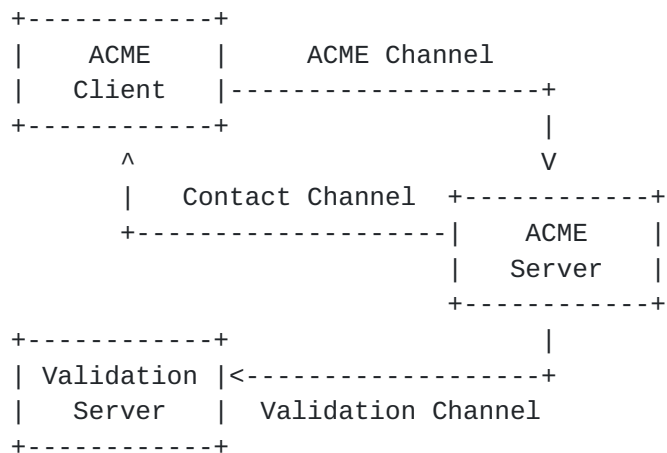 ACME ACME Channel
Client
Contact Channel
ACME
Server
Validation
Server Validation Channel